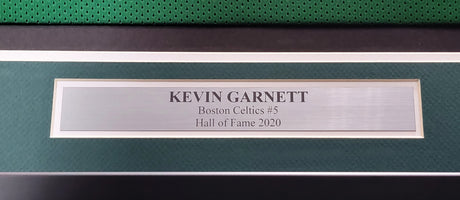 KEVIN GARNETT
Boston Celtics #5
Hall of Fame 2020